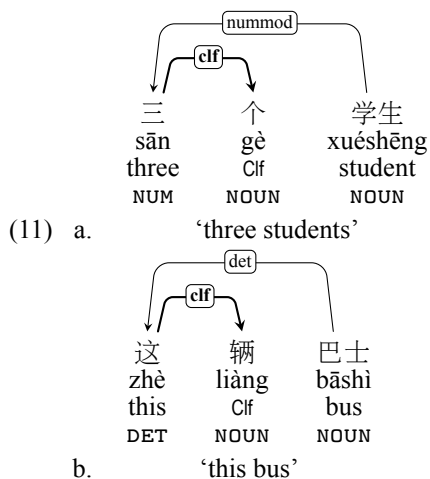 nummod
clf
三 个 学生
sān gè xuéshēng
three Clf student
NUM NOUN NOUN
(11) a. ‘three students’
det
clf
这 辆 巴士
zhè liàng bāshì
this Clf bus
DET NOUN NOUN
b. ‘this bus’